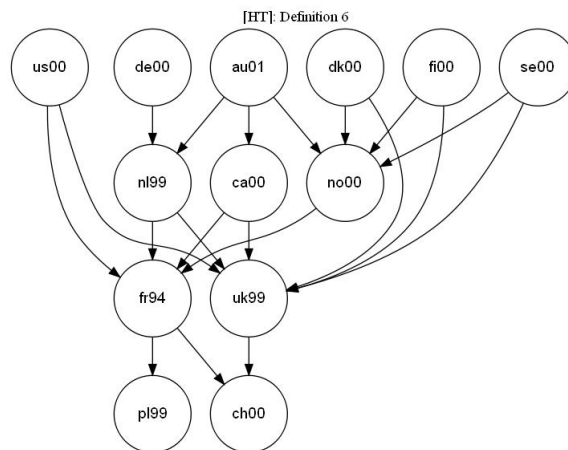 [HT]: Definition 6
us00 de00 au01 dk00 fi00 se00
nl99 ca00 no00
fr94 uk99
pl99 ch00